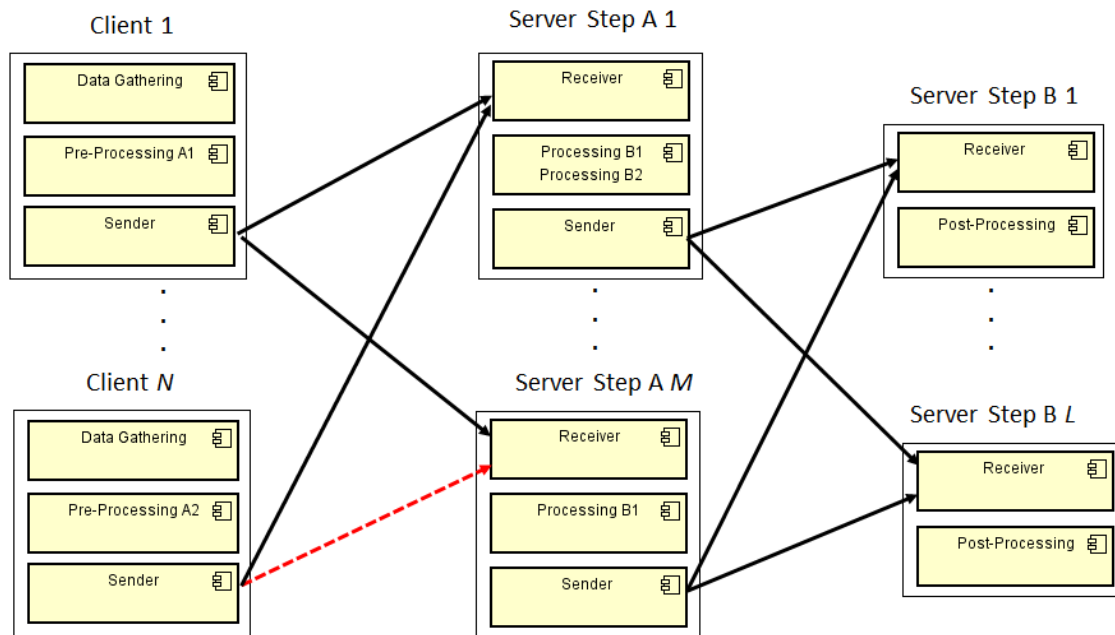 Client 1
Data Gathering
Pre-Processing A1
Sender
Server Step A 1
Receiver
Processing B1
Processing B2
Sender
Server Step B 1
Receiver
Post-Processing
Client N
Data Gathering
Pre-Processing A2
Sender
Server Step A M
Receiver
Processing B1
Sender
Server Step B L
Receiver
Post-Processing